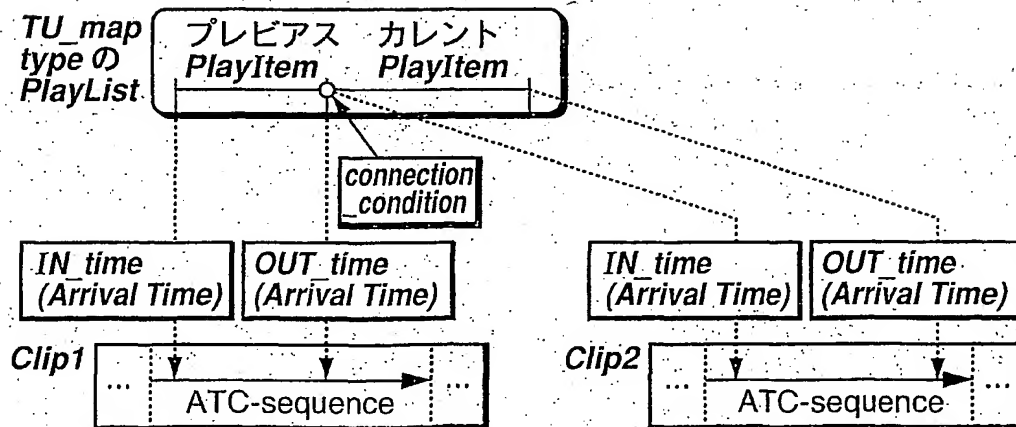 TU_map
type の
PlayList
プレビアス カレント
PlayItem PlayItem
connection
_condition
IN_time
(Arrival Time)
OUT_time
(Arrival Time)
IN_time
(Arrival Time)
OUT_time
(Arrival Time)
Clip1
...
ATC-sequence
...
Clip2
...
ATC-sequence
...